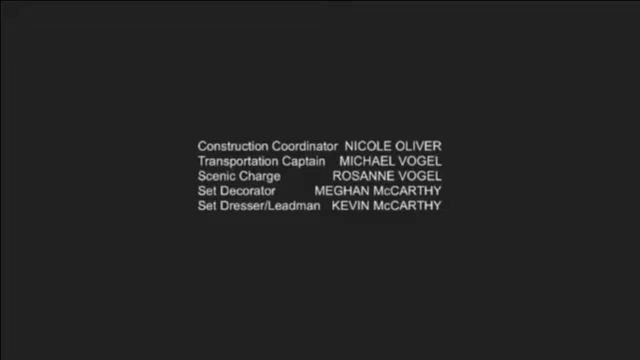 Construction Coordinator NICOLE OLIVER
Transportation Captain MICHAEL VOGEL
Scenic Charge ROSANNE VOGEL
Set Decorator MEGHAN McCARTHY
Set Dresser/Leadman KEVIN McCARTHY